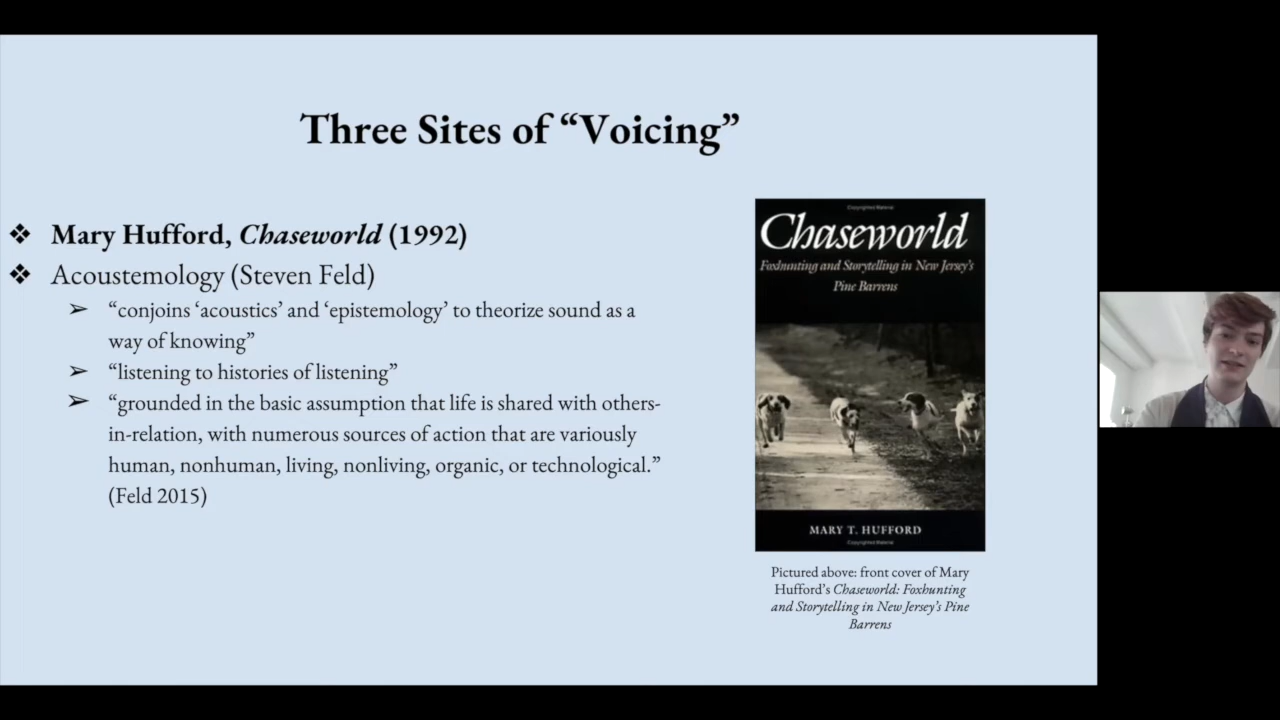 Three Sites of “Voicing”
❖ Mary Hufford, Chaseworld (1992)
❖ Acoustemology (Steven Feld)
➢ “conjoins ‘acoustics’ and ‘epistemology’ to theorize sound as a
way of knowing”
➢ “listening to histories of listening”
➢ “grounded in the basic assumption that life is shared with others-
in-relation, with numerous sources of action that are variously
human, nonhuman, living, nonliving, organic, or technological.”
(Feld 2015)
Copyrighted Material
Chaseworld
Foxhunting and Storytelling in New Jersey’s
Pine Barrens
MARY T. HUFFORD
Copyrighted Material
Pictured above: front cover of Mary
Hufford’s Chaseworld: Foxhunting
and Storytelling in New Jersey’s Pine
Barrens